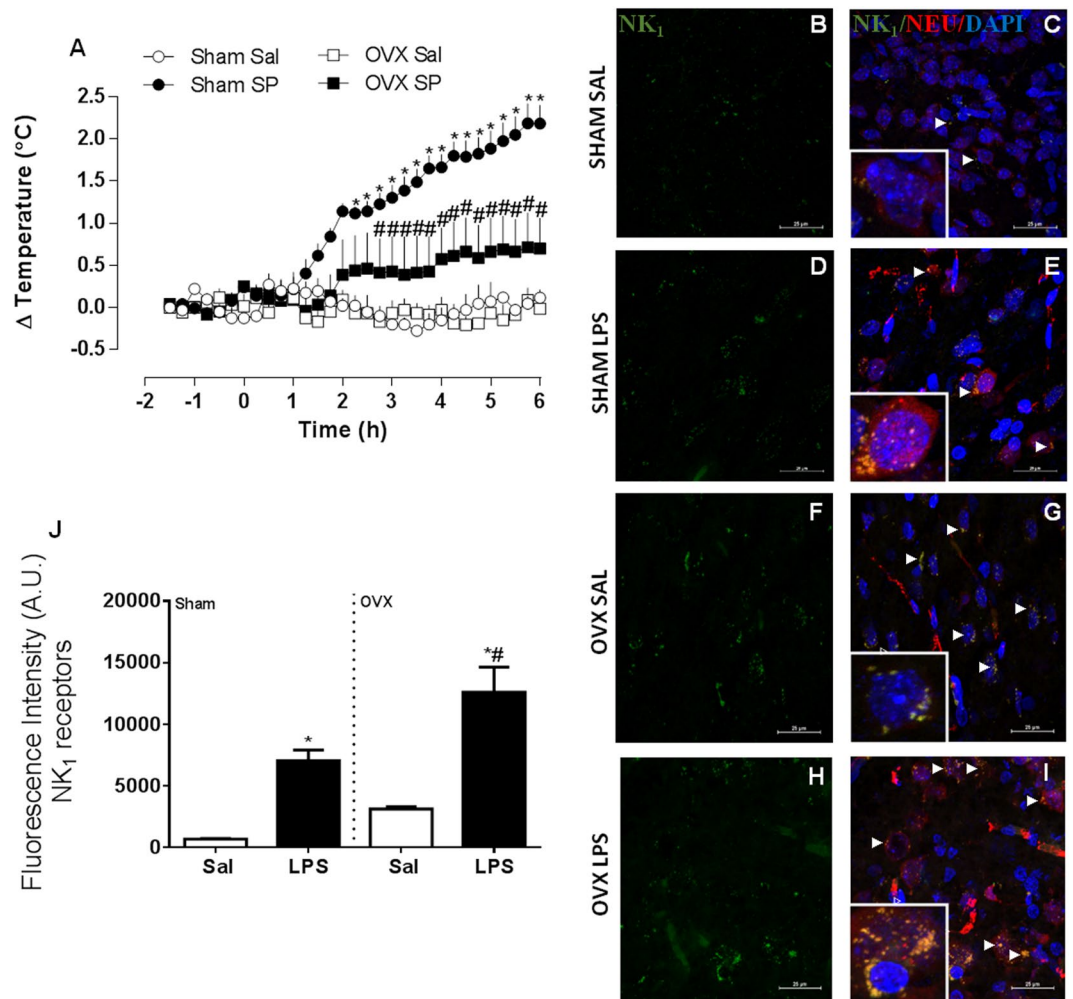 A
Sham Sal
OVX Sal
Sham SP
OVX SP
Δ Temperature (°C)
2.5
2.0
1.5
1.0
0.5
0.0
-0.5
* * * * * * * * * * * * * * *
# # # # # # # # # # # # # #
-2 -1 0 1 2 3 4 5 6
Time (h)
J
Fluorescence Intensity (A.U.)
NK₁ receptors
20000
15000
10000
5000
0
Sham
OVX
*
*#
Sal LPS Sal LPS
NK₁
NK₁/NEU/DAPI
SHAM SAL
B
25 µm
C
25 µm
SHAM LPS
D
E
OVX SAL
F
25 µm
G
25 µm
OVX LPS
H
25 µm
I
25 µm